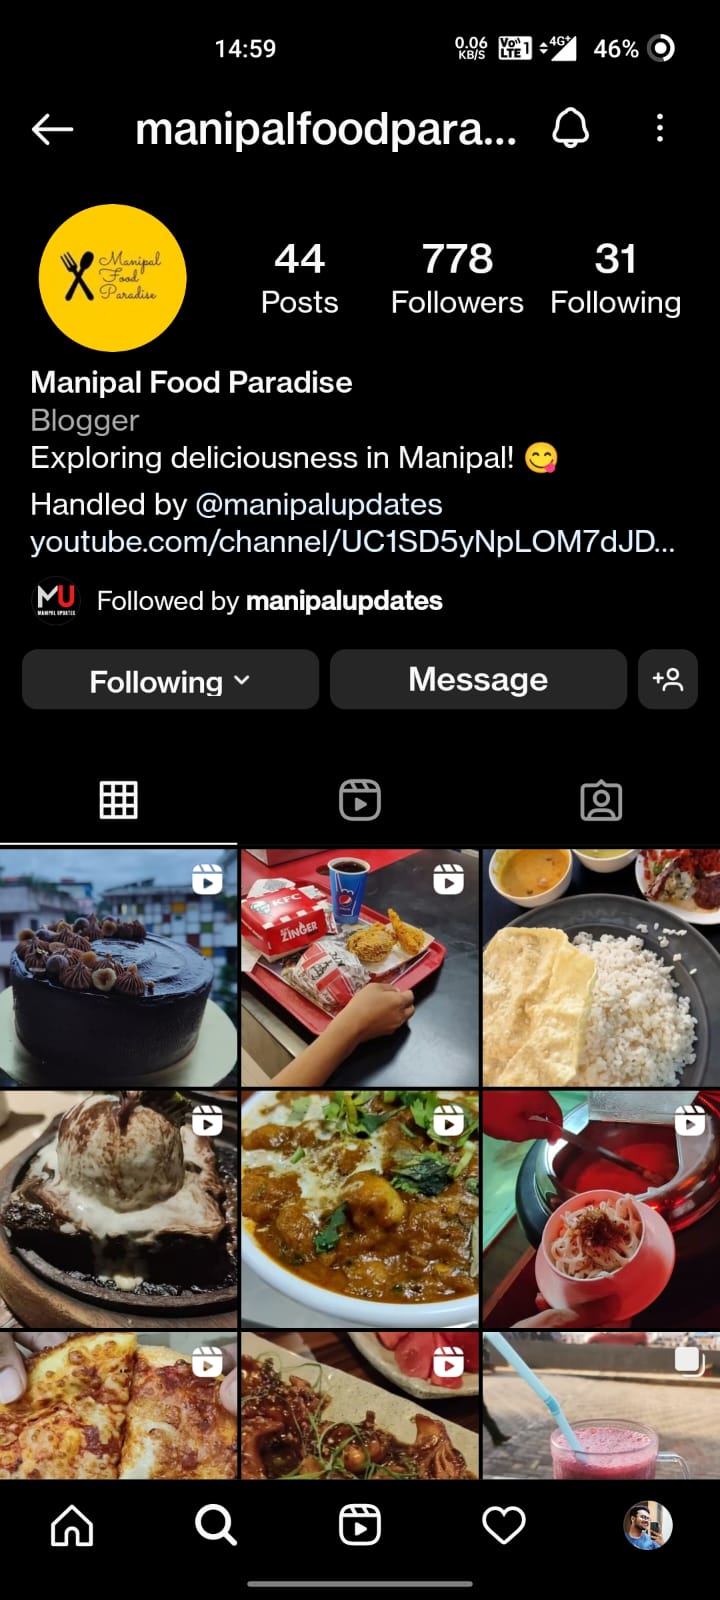 14:59
0.06 KB/S VoLTE 1 4G+ 46%
manipalfoodpara...
Manipal
Food
Paradise
44 778 31
Posts Followers Following
Manipal Food Paradise
Blogger
Exploring deliciousness in Manipal! 😋
Handled by @manipalupdates
youtube.com/channel/UC1SD5yNpLOM7dJD...
MU
MANIPAL UPDATES
Followed by manipalupdates
Following Message
KFC
ZINGER